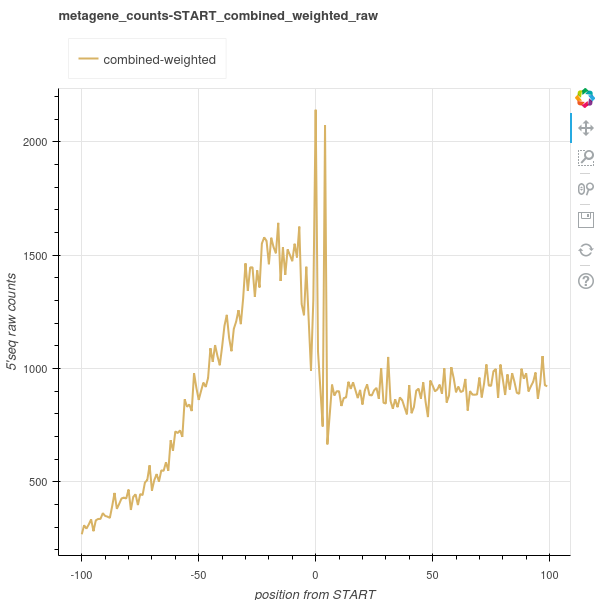 metagene_counts-START_combined_weighted_raw
combined-weighted
2000
1500
1000
500
5'seq raw counts
-100
-50
0
50
100
position from START